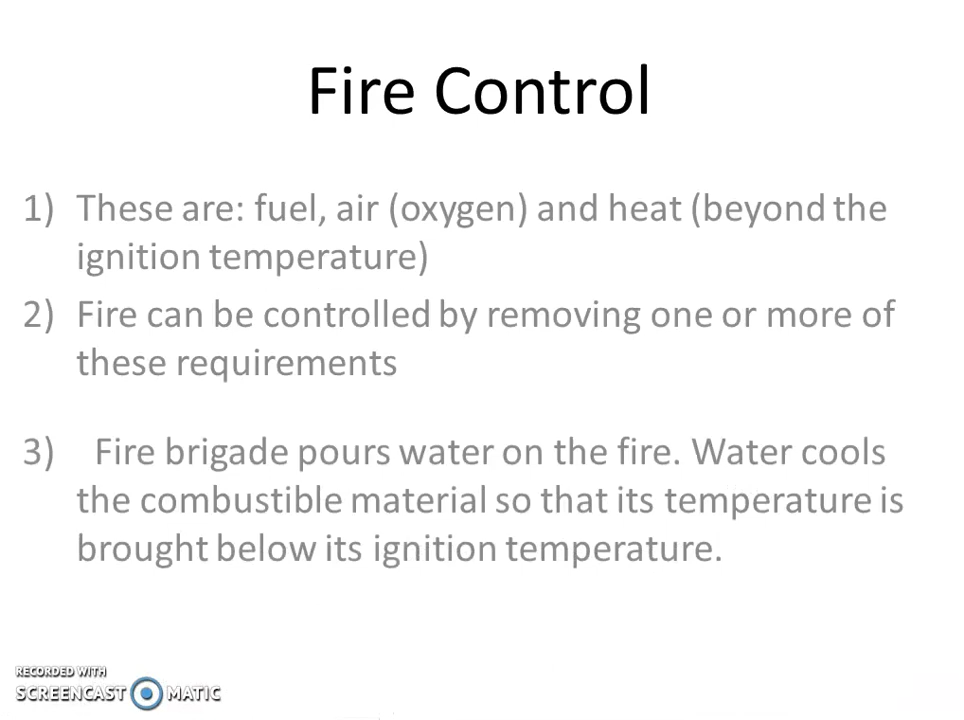 Fire Control
1) These are: fuel, air (oxygen) and heat (beyond the
ignition temperature)
2) Fire can be controlled by removing one or more of
these requirements
3) Fire brigade pours water on the fire. Water cools
the combustible material so that its temperature is
brought below its ignition temperature.
RECORDED WITH
SCREENCAST MATIC